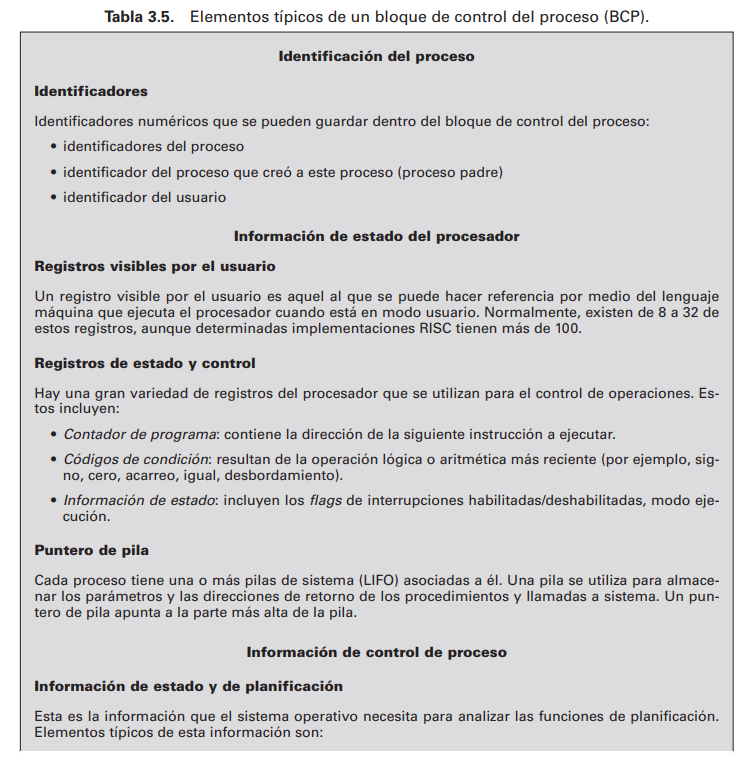 Tabla 3.5. Elementos típicos de un bloque de control del proceso (BCP).
Identificación del proceso
Identificadores
Identificadores numéricos que se pueden guardar dentro del bloque de control del proceso:
• identificadores del proceso
• identificador del proceso que creó a este proceso (proceso padre)
• identificador del usuario
Información de estado del procesador
Registros visibles por el usuario
Un registro visible por el usuario es aquel al que se puede hacer referencia por medio del lenguaje
máquina que ejecuta el procesador cuando está en modo usuario. Normalmente, existen de 8 a 32 de
estos registros, aunque determinadas implementaciones RISC tienen más de 100.
Registros de estado y control
Hay una gran variedad de registros del procesador que se utilizan para el control de operaciones. Es-
tos incluyen:
• Contador de programa: contiene la dirección de la siguiente instrucción a ejecutar.
• Códigos de condición: resultan de la operación lógica o aritmética más reciente (por ejemplo, sig-
no, cero, acarreo, igual, desbordamiento).
• Información de estado: incluyen los flags de interrupciones habilitadas/deshabilitadas, modo eje-
cución.
Puntero de pila
Cada proceso tiene una o más pilas de sistema (LIFO) asociadas a él. Una pila se utiliza para almace-
nar los parámetros y las direcciones de retorno de los procedimientos y llamadas a sistema. Un pun-
tero de pila apunta a la parte más alta de la pila.
Información de control de proceso
Información de estado y de planificación
Esta es la información que el sistema operativo necesita para analizar las funciones de planificación.
Elementos típicos de esta información son: